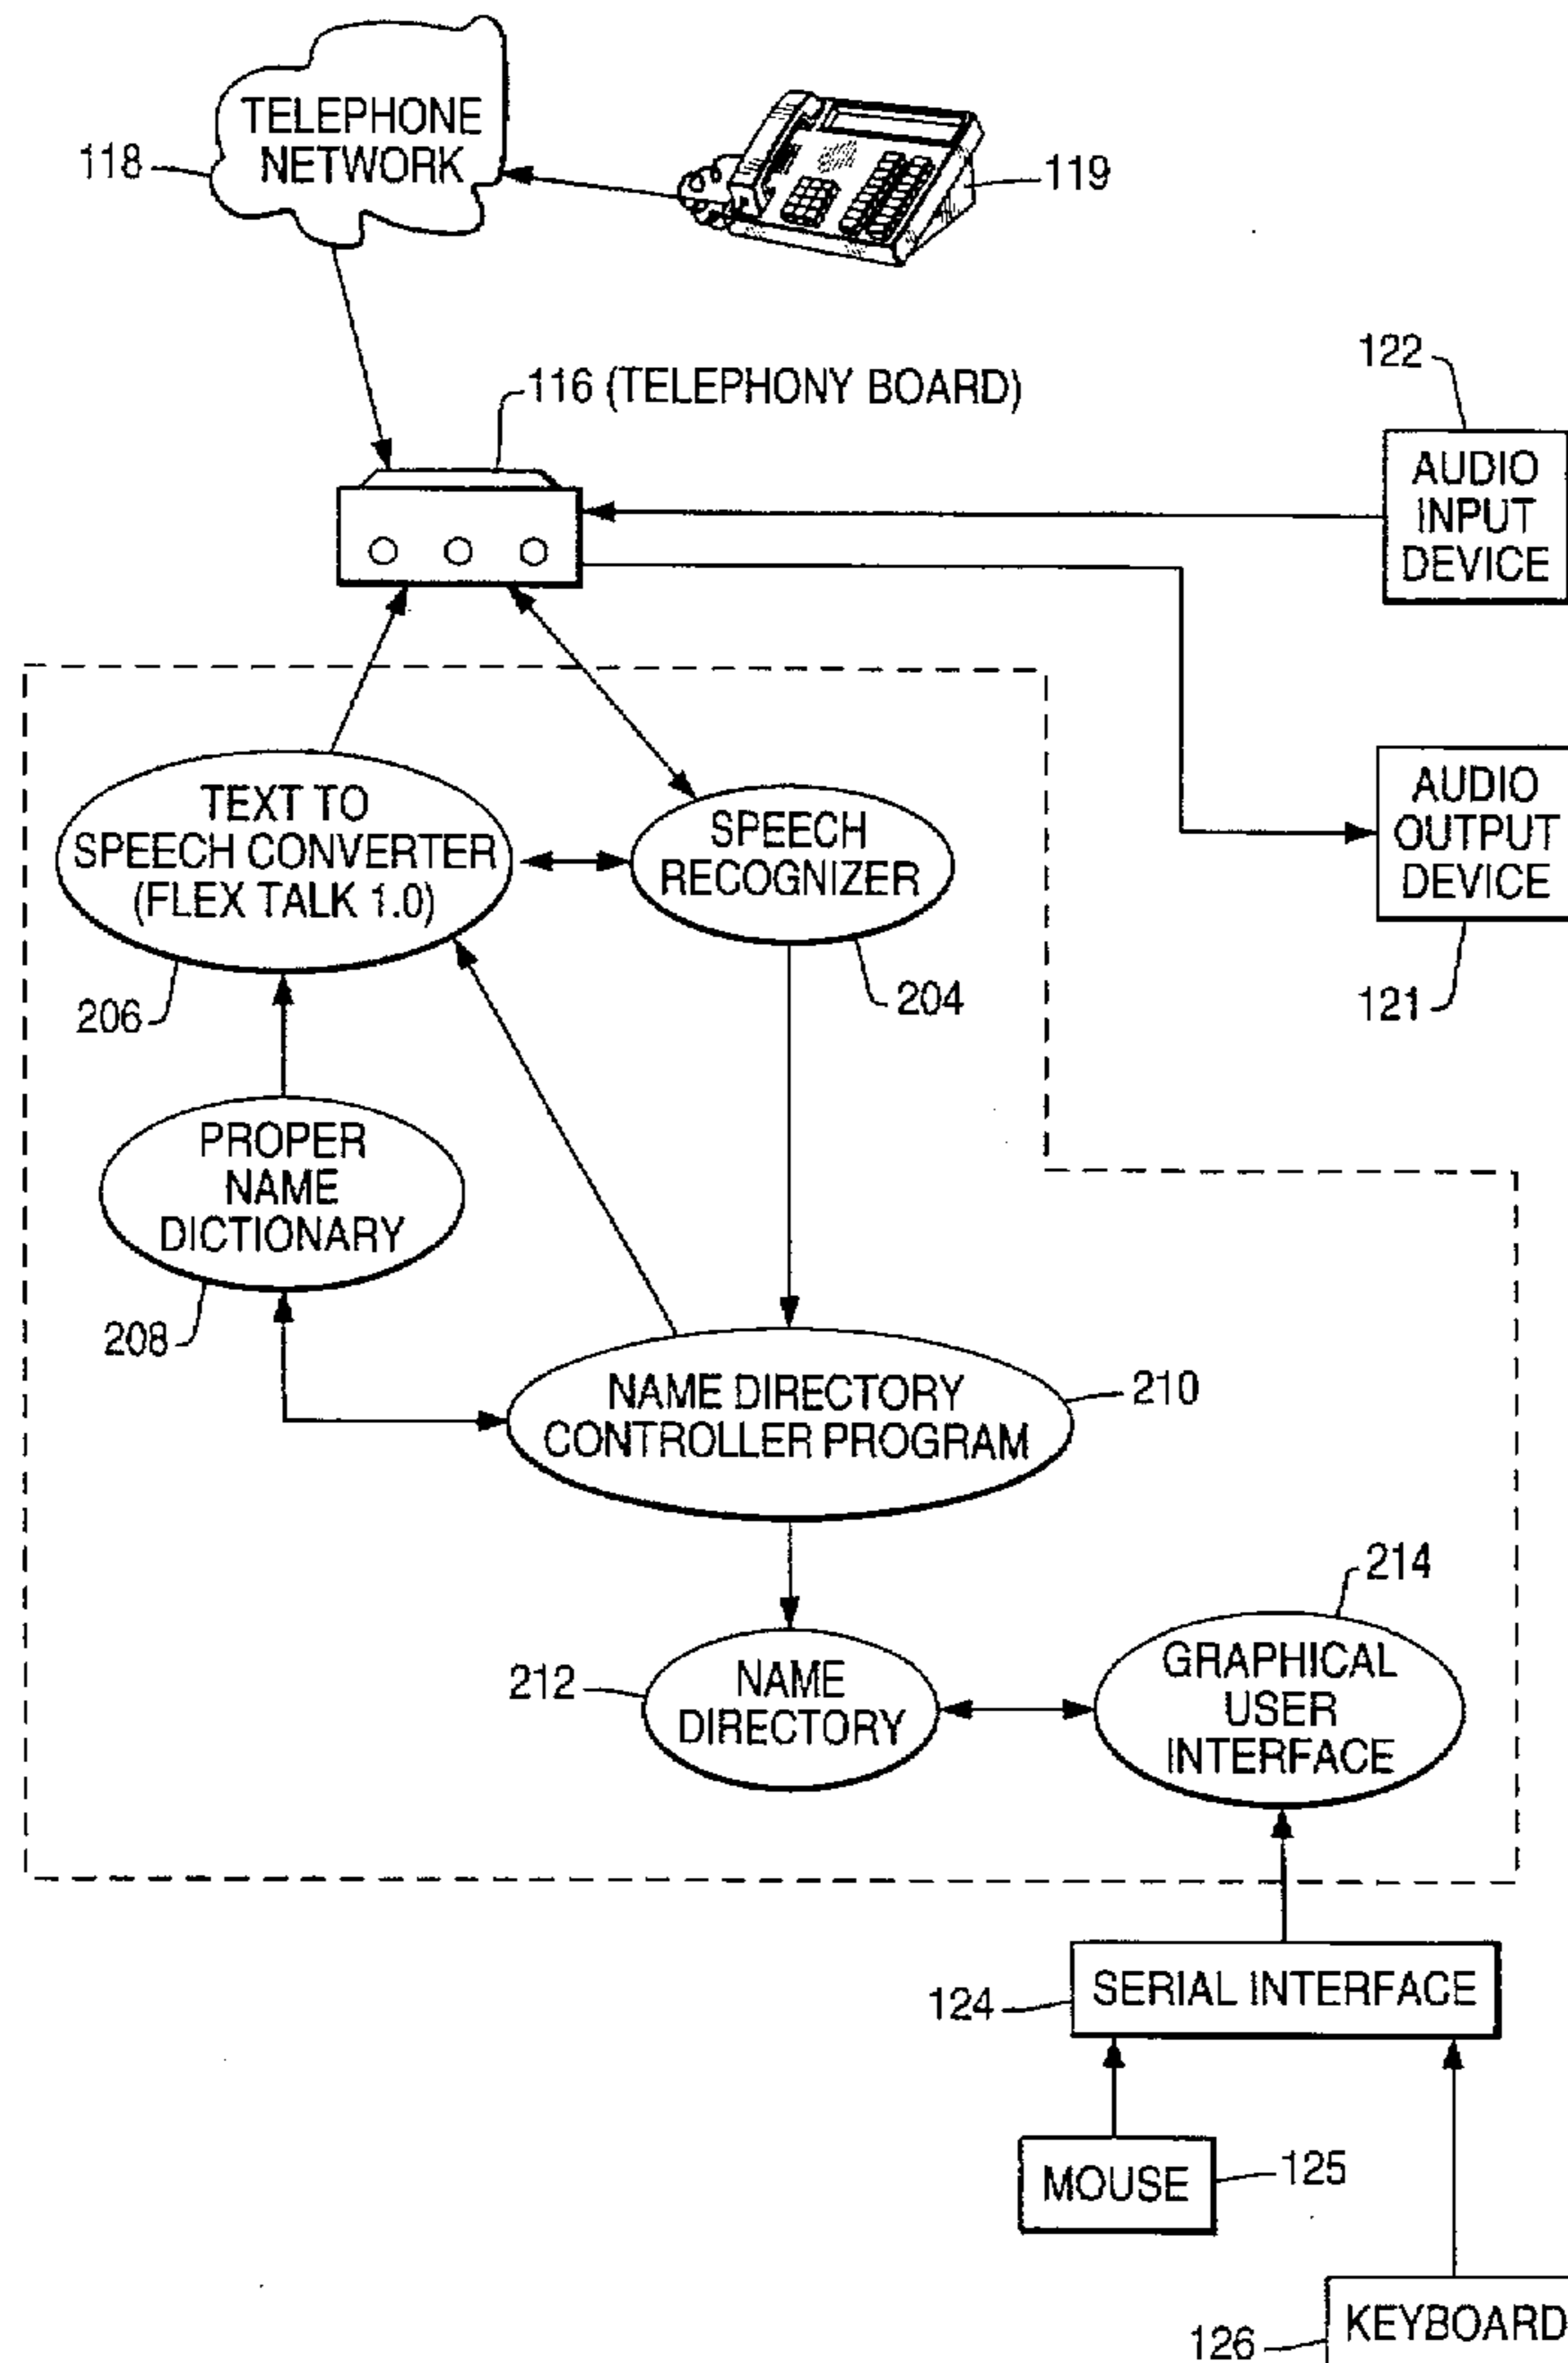 TELEPHONE
NETWORK
118
119
116 (TELEPHONY BOARD)
122
AUDIO
INPUT
DEVICE
TEXT TO
SPEECH CONVERTER
(FLEX TALK 1.0)
206
SPEECH
RECOGNIZER
204
AUDIO
OUTPUT
DEVICE
121
PROPER
NAME
DICTIONARY
208
NAME DIRECTORY
CONTROLLER PROGRAM
210
212
NAME
DIRECTORY
214
GRAPHICAL
USER
INTERFACE
124
SERIAL INTERFACE
MOUSE
125
126
KEYBOARD